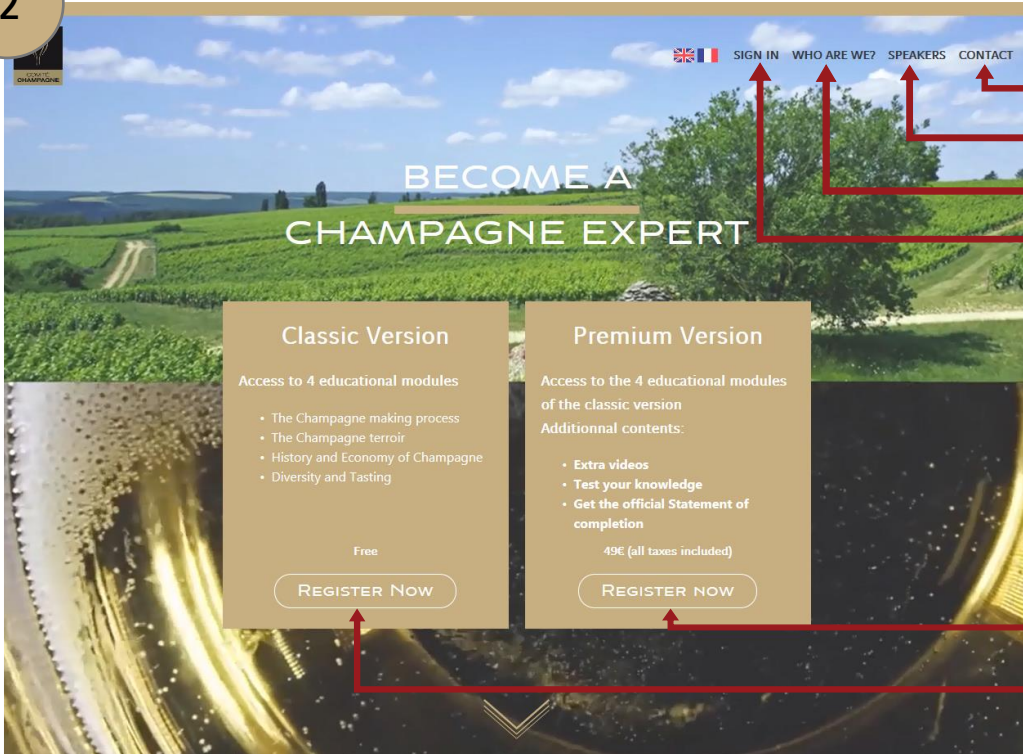 2
COMITÉ
CHAMPAGNE
SIGN IN WHO ARE WE? SPEAKERS CONTACT
BECOME A
CHAMPAGNE EXPERT
Classic Version
Access to 4 educational modules
• The Champagne making process
• The Champagne terroir
• History and Economy of Champagne
• Diversity and Tasting
Free
REGISTER NOW
Premium Version
Access to the 4 educational modules
of the classic version
Additionnal contents:
• Extra videos
• Test your knowledge
• Get the official Statement of
completion
49€ (all taxes included)
REGISTER NOW